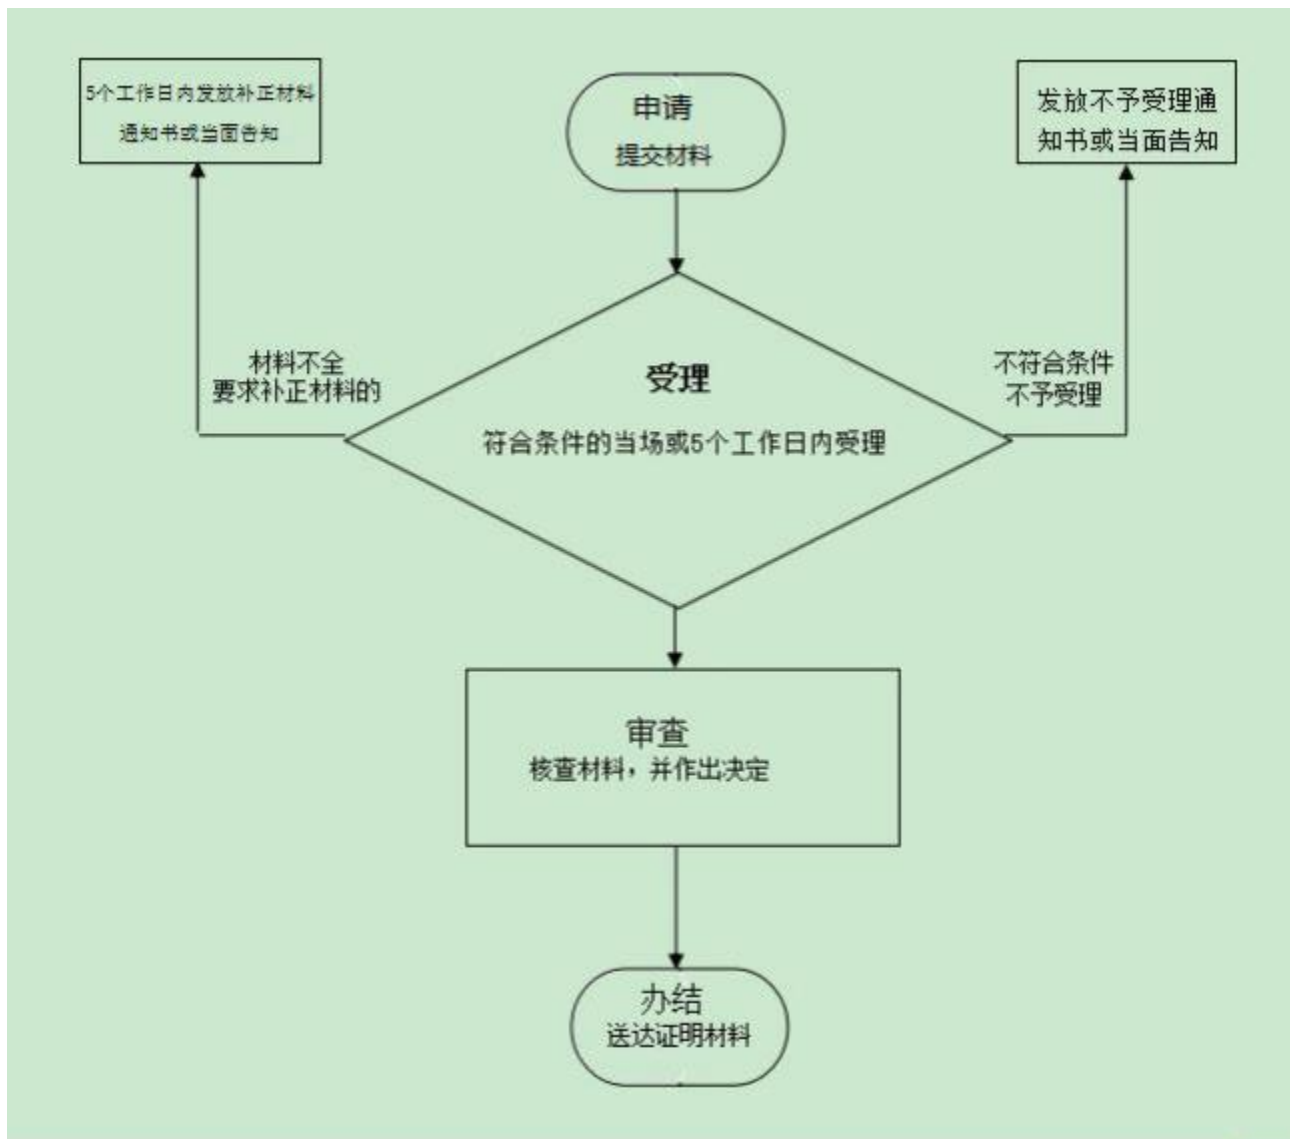 5个工作日内发放补正材料
通知书或当面告知
申请
提交材料
发放不予受理通
知书或当面告知
材料不全
要求补正材料的
受理
符合条件的当场或5个工作日内受理
不符合条件
不予受理
审查
核查材料，并作出决定
办结
送达证明材料